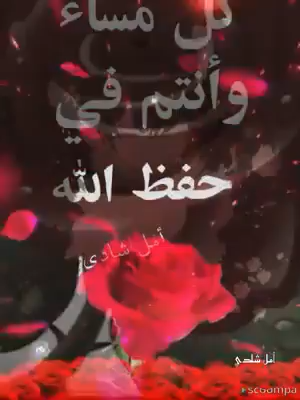 كل مساء
وأنتم في
حفظ الله
أمل شادي
أمل شادي